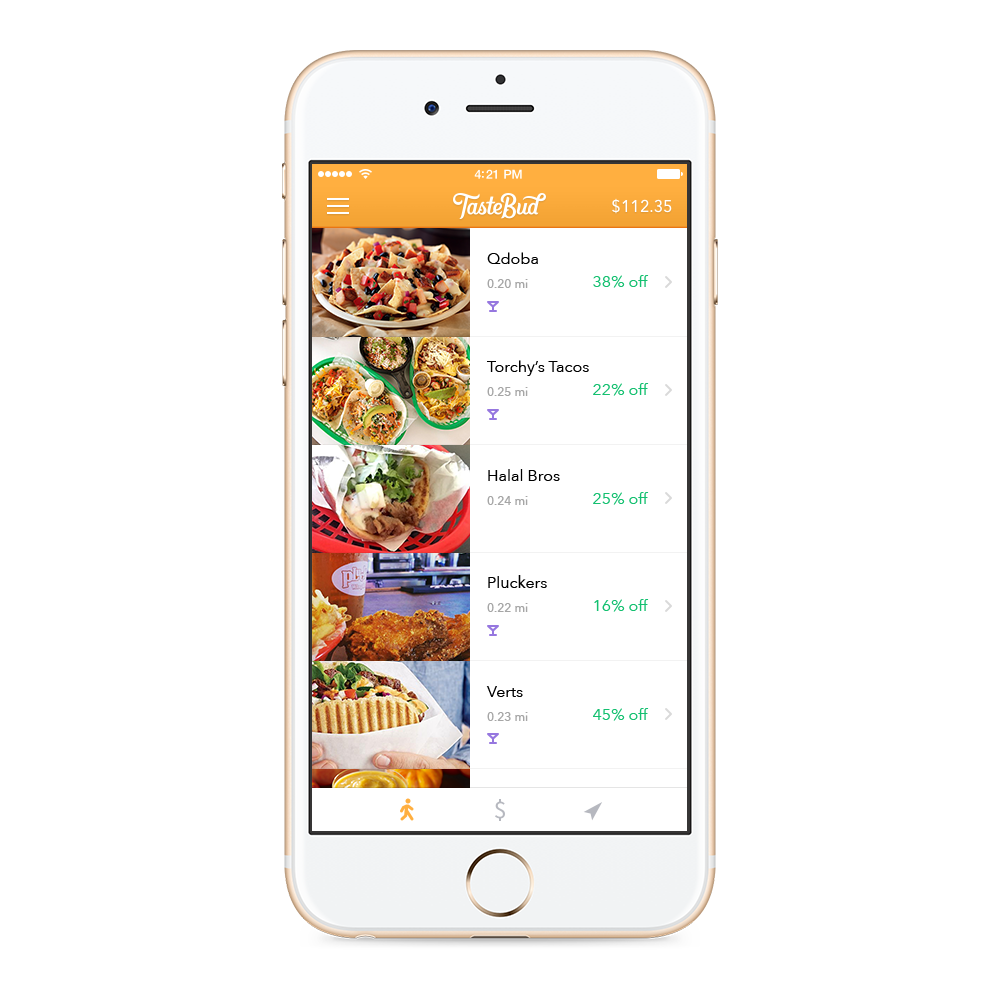 4:21 PM
TasteBud
$112.35
Qdoba
0.20 mi
38% off
Torchy’s Tacos
0.25 mi
22% off
Halal Bros
0.24 mi
25% off
Pluckers
0.22 mi
16% off
Verts
0.23 mi
45% off
$